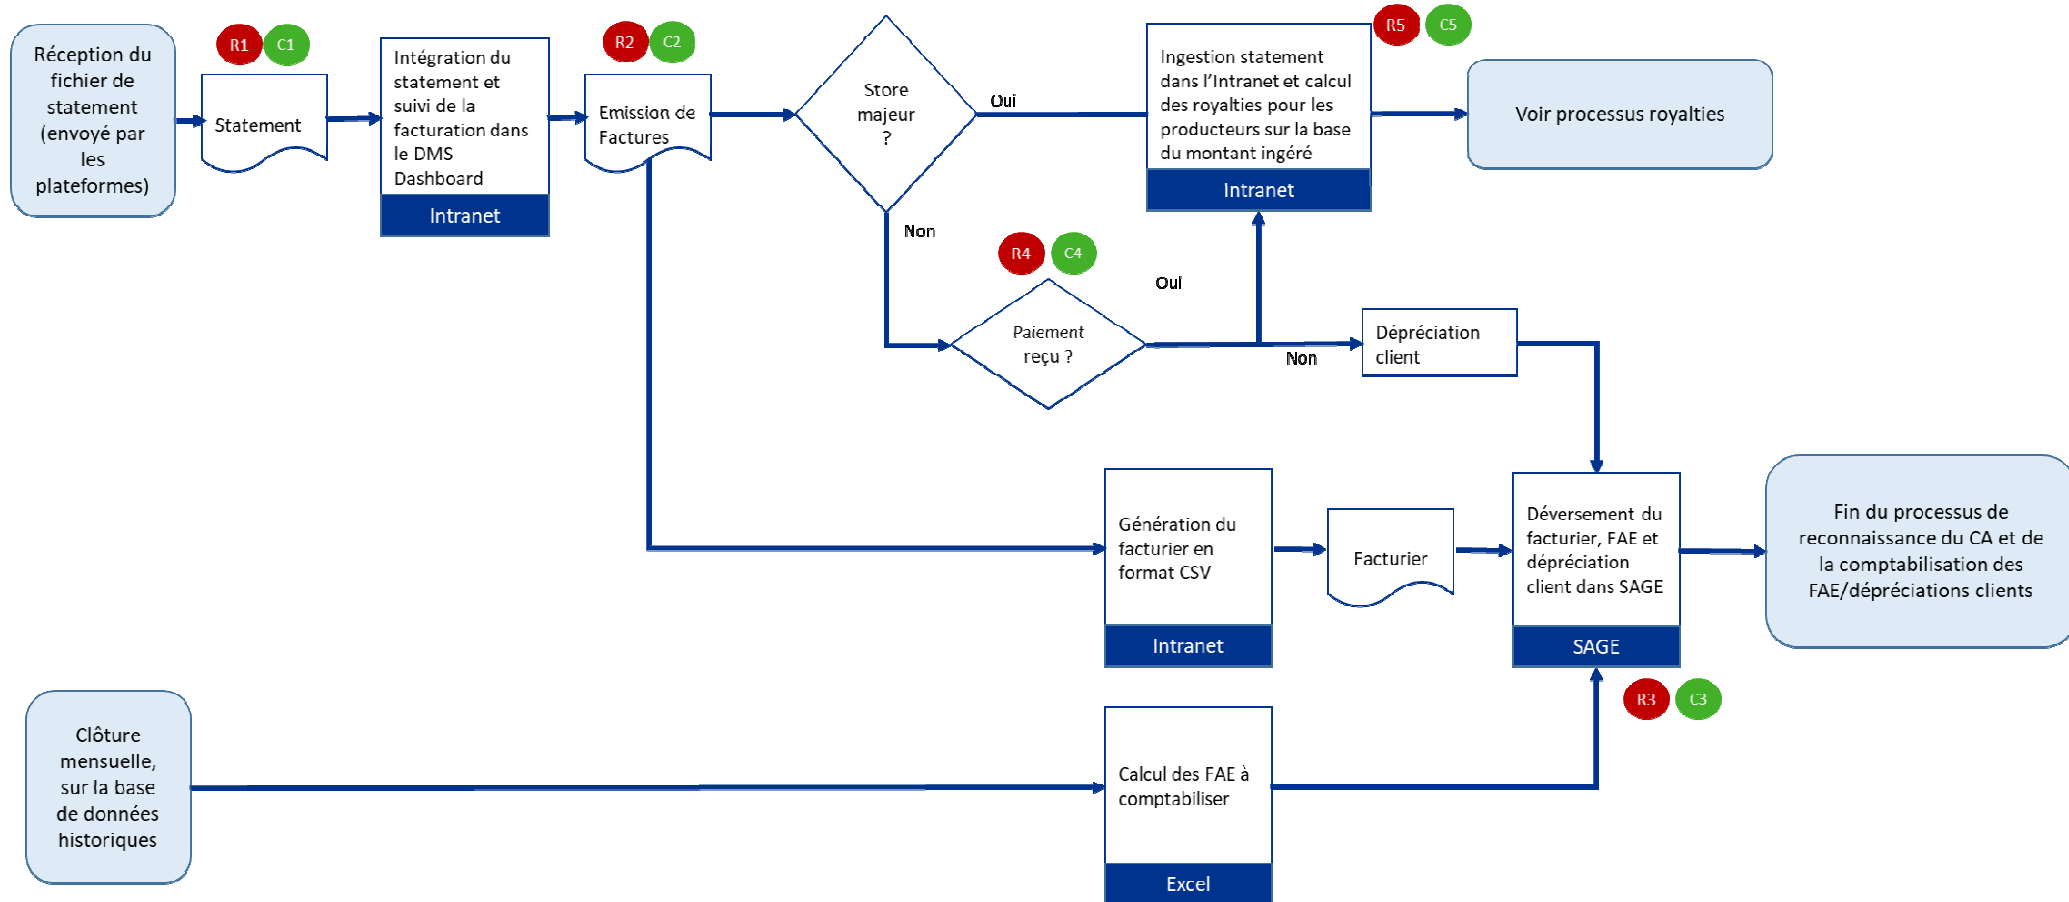 Réception du
fichier de
statement
(envoyé par
les
plateformes)
R1
C1
Statement
Intégration du
statement et
suivi de la
facturation dans
le DMS
Dashboard
Intranet
R2
C2
Emission de
Factures
Store
majeur
?
Oui
Non
R5
C5
Ingestion statement
dans l'Intranet et calcul
des royalties pour les
producteurs sur la base
du montant ingéré
Intranet
Voir processus royalties
R4
C4
Paiement
reçu ?
Oui
Non
Dépréciation
client
Génération du
facturier en
format CSV
Intranet
Facturier
Déversement du
facturier, FAE et
dépréciation
client dans SAGE
SAGE
R3
C3
Fin du processus de
reconnaissance du CA et de
la comptabilisation des
FAE/dépréciations clients
Clôture
mensuelle,
sur la base
de données
historiques
Calcul des FAE à
comptabiliser
Excel